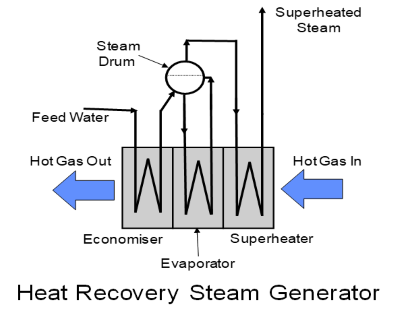 Superheated
Steam
Steam
Drum
Feed Water
Hot Gas Out
Hot Gas In
Economiser
Superheater
Evaporator
Heat Recovery Steam Generator